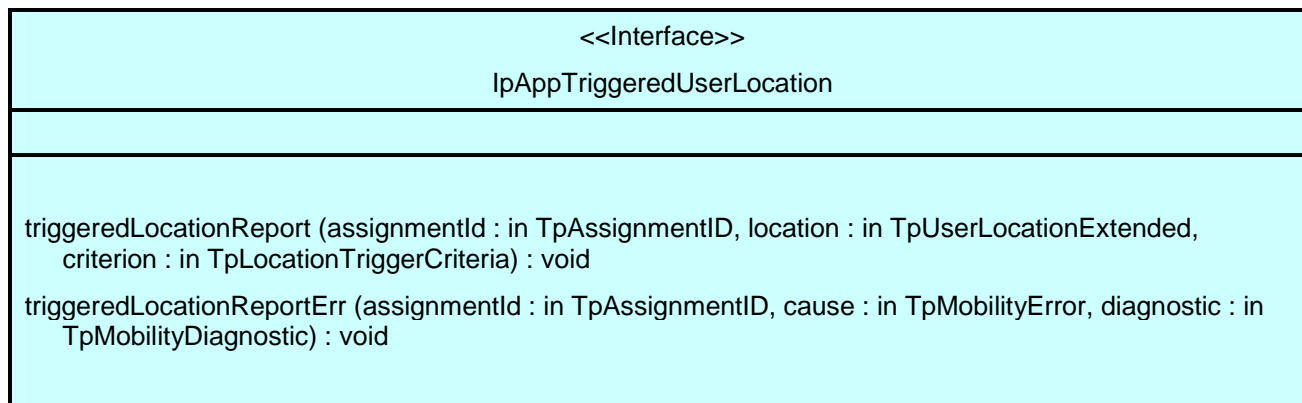 <<Interface>>
IpAppTriggeredUserLocation
triggeredLocationReport (assignmentId : in TpAssignmentID, location : in TpUserLocationExtended,
criterion : in TpLocationTriggerCriteria) : void
triggeredLocationReportErr (assignmentId : in TpAssignmentID, cause : in TpMobilityError, diagnostic : in
TpMobilityDiagnostic) : void